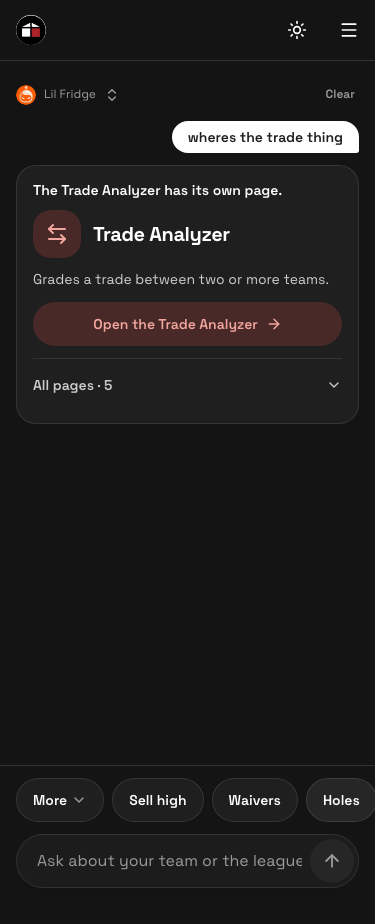 Lil Fridge
Clear
wheres the trade thing
The Trade Analyzer has its own page.
Trade Analyzer
Grades a trade between two or more teams.
Open the Trade Analyzer
All pages · 5
More
Sell high
Waivers
Holes
Ask about your team or the league